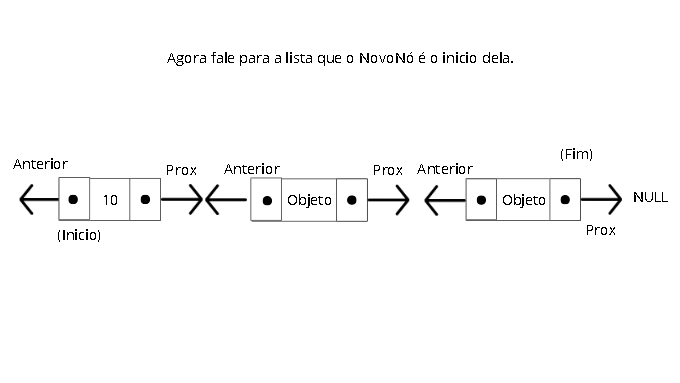 Agora fale para a lista que o NovoNó é o inicio dela.
(Fim)
Anterior Prox Anterior Prox Anterior
10 Objeto Objeto NULL
(Inicio) Prox